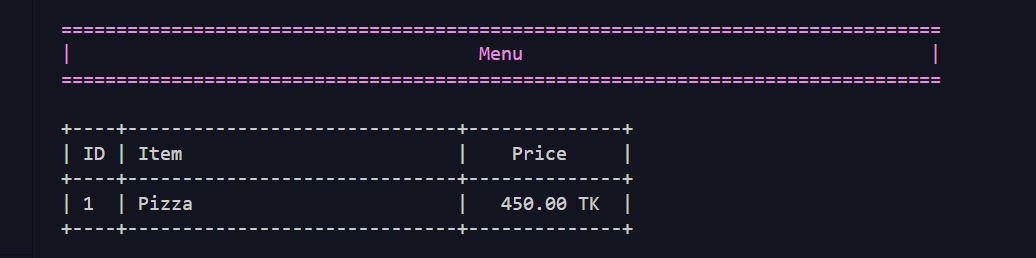 ================================================================================
|                                     Menu                                     |
================================================================================
+----+------------------------------+--------------+
| ID | Item                         |    Price     |
+----+------------------------------+--------------+
| 1  | Pizza                        |   450.00 TK  |
+----+------------------------------+--------------+